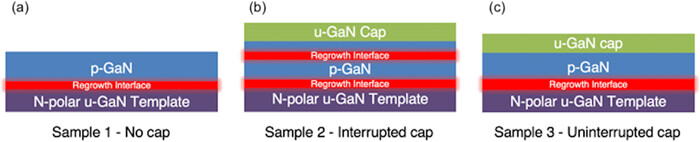 (a)
p-GaN
Regrowth Interface
N-polar u-GaN Template
Sample 1 - No cap
(b)
u-GaN Cap
Regrowth Interface
p-GaN
Regrowth Interface
N-polar u-GaN Template
Sample 2 - Interrupted cap
(c)
u-GaN cap
p-GaN
Regrowth Interface
N-polar u-GaN Template
Sample 3 - Uninterrupted cap